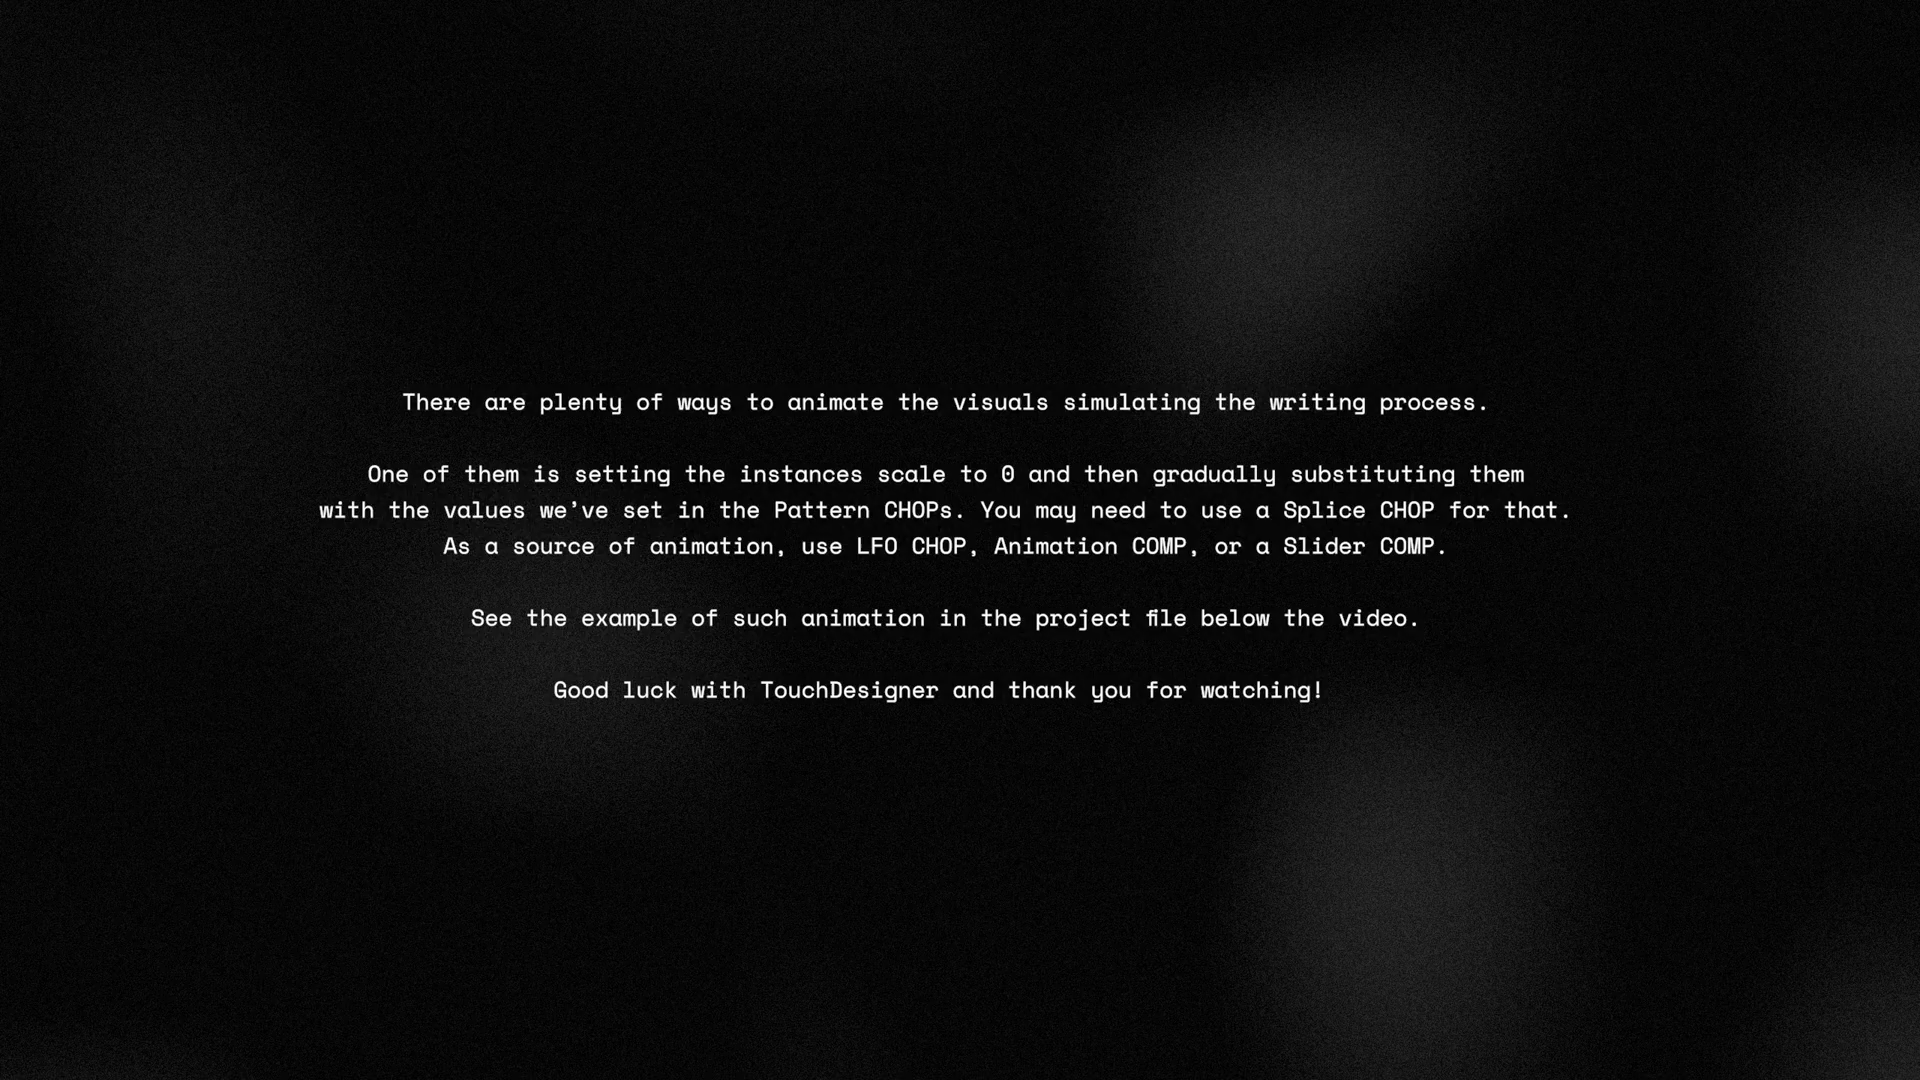 There are plenty of ways to animate the visuals simulating the writing process.
One of them is setting the instances scale to 0 and then gradually substituting them
with the values we’ve set in the Pattern CHOPs. You may need to use a Splice CHOP for that.
As a source of animation, use LFO CHOP, Animation COMP, or a Slider COMP.
See the example of such animation in the project file below the video.
Good luck with TouchDesigner and thank you for watching!